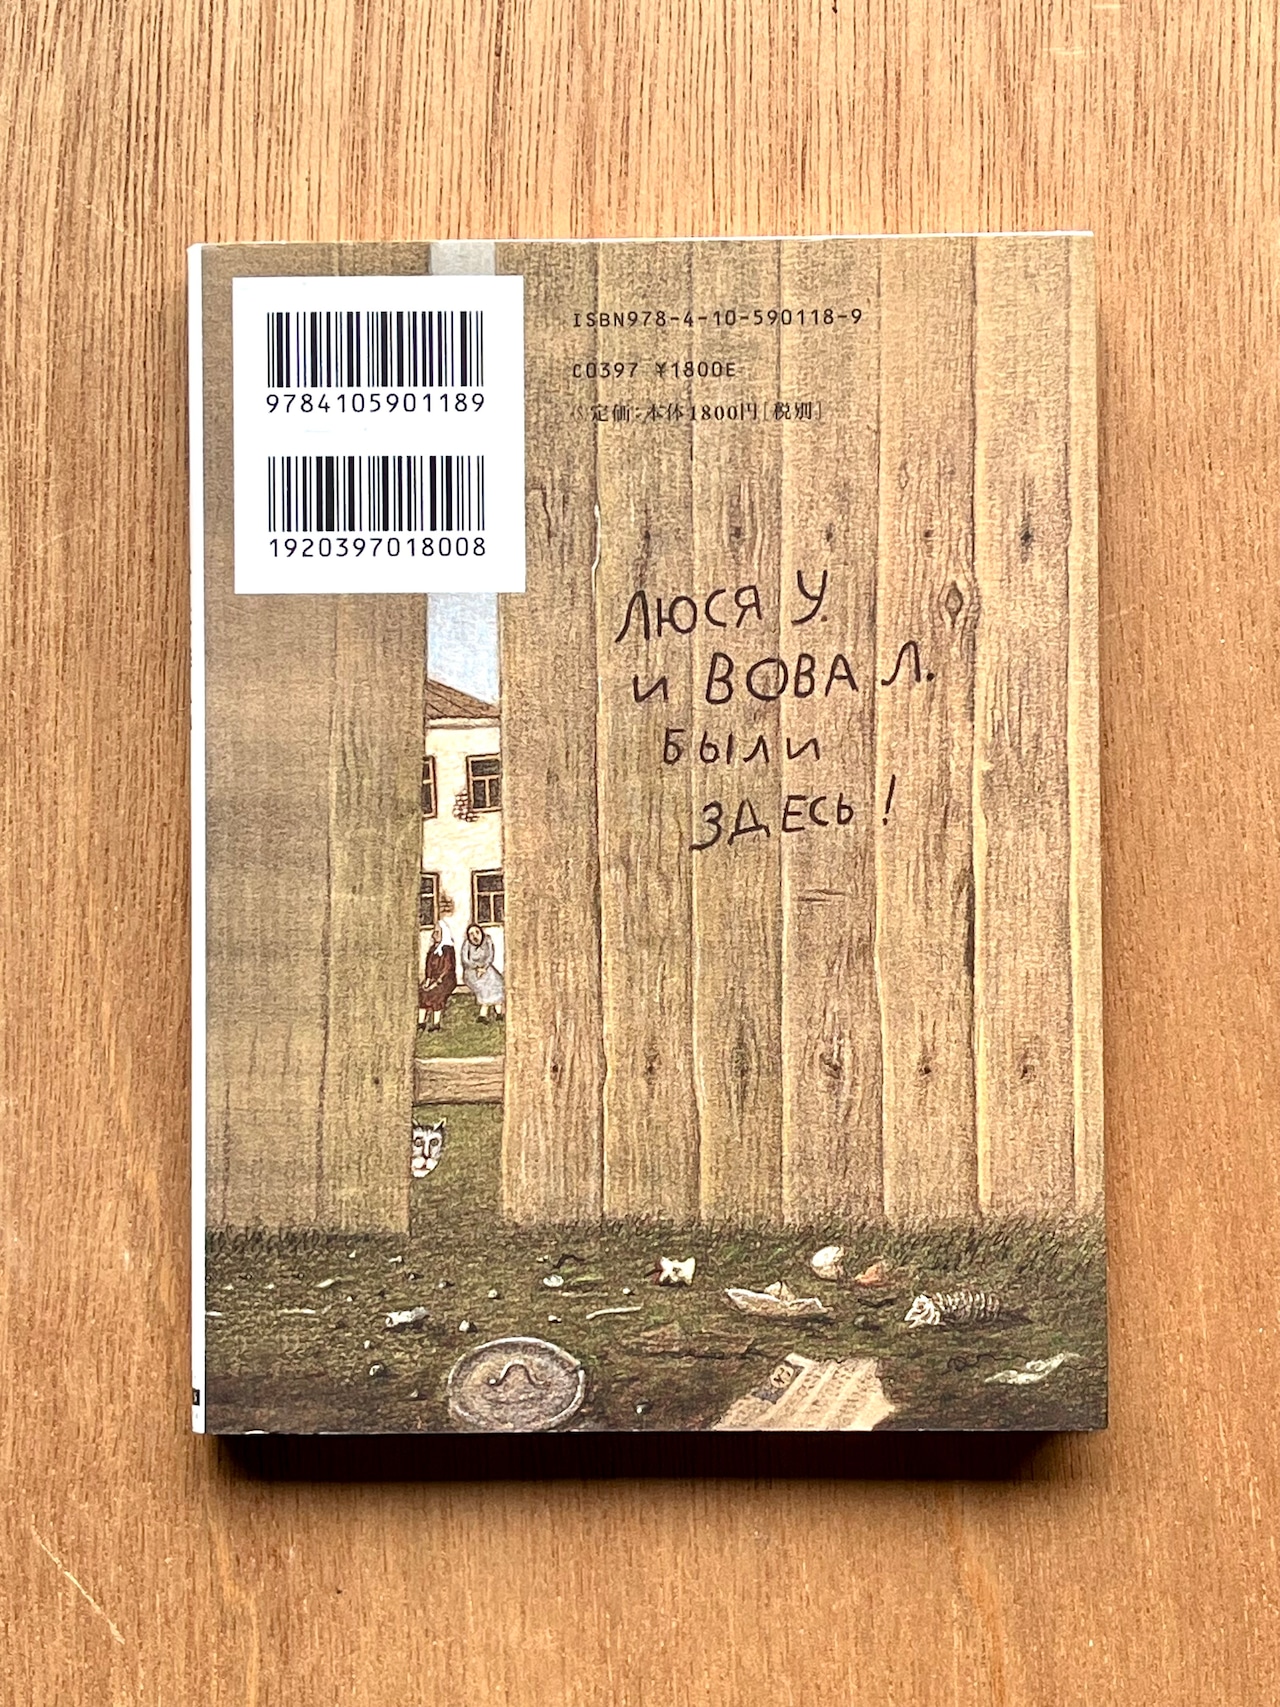 9784105901189
1920397018008
ISBN978-4-10-590118-9
C0397 ¥1800E
定価:本体1800円[税別]
ЛЮСЯ У.
И ВОВА Л.
БЫЛИ
ЗДЕСЬ!